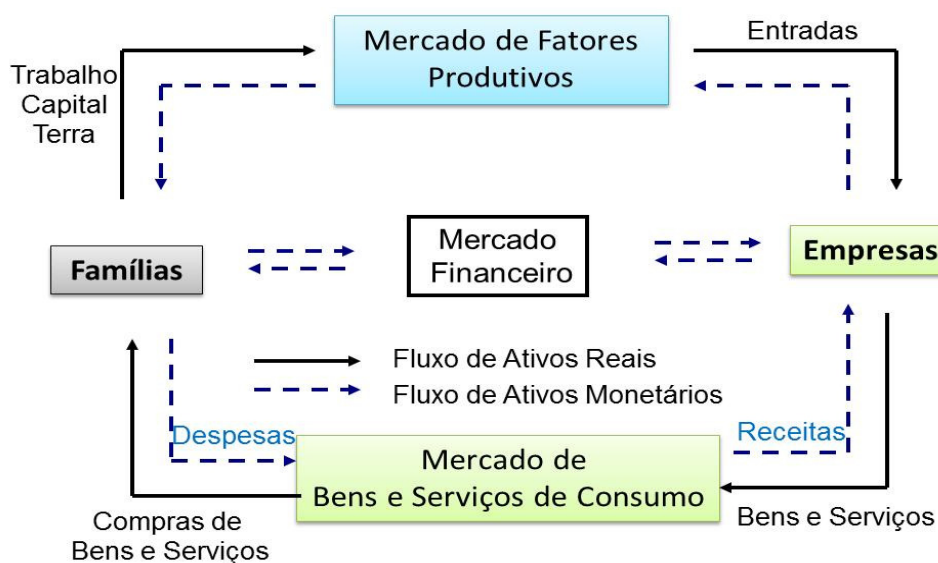 Mercado de Fatores
Produtivos
Entradas
Trabalho
Capital
Terra
Famílias
Mercado
Financeiro
Empresas
Fluxo de Ativos Reais
Fluxo de Ativos Monetários
Despesas
Receitas
Mercado de
Bens e Serviços de Consumo
Compras de
Bens e Serviços
Bens e Serviços